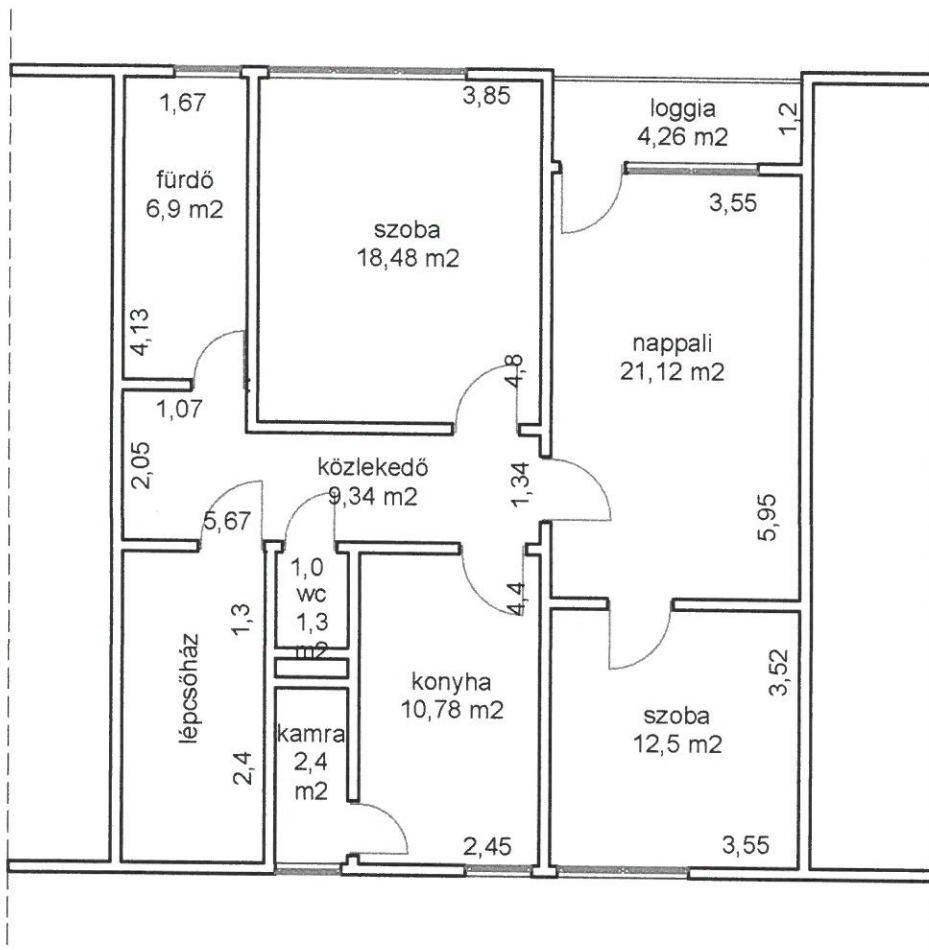 1,67
3,85
loggia
4,26 m2
1,2
fürdő
6,9 m2
3,55
szoba
18,48 m2
4,13
4,8
nappali
21,12 m2
1,07
2,05
közlekedő
9,34 m2
1,34
5,67
5,95
1,0
wc
1,3
m2
1,3
4,4
lépcsőház
konyha
10,78 m2
3,52
szoba
12,5 m2
kamra
2,4
m2
2,4
2,45
3,55